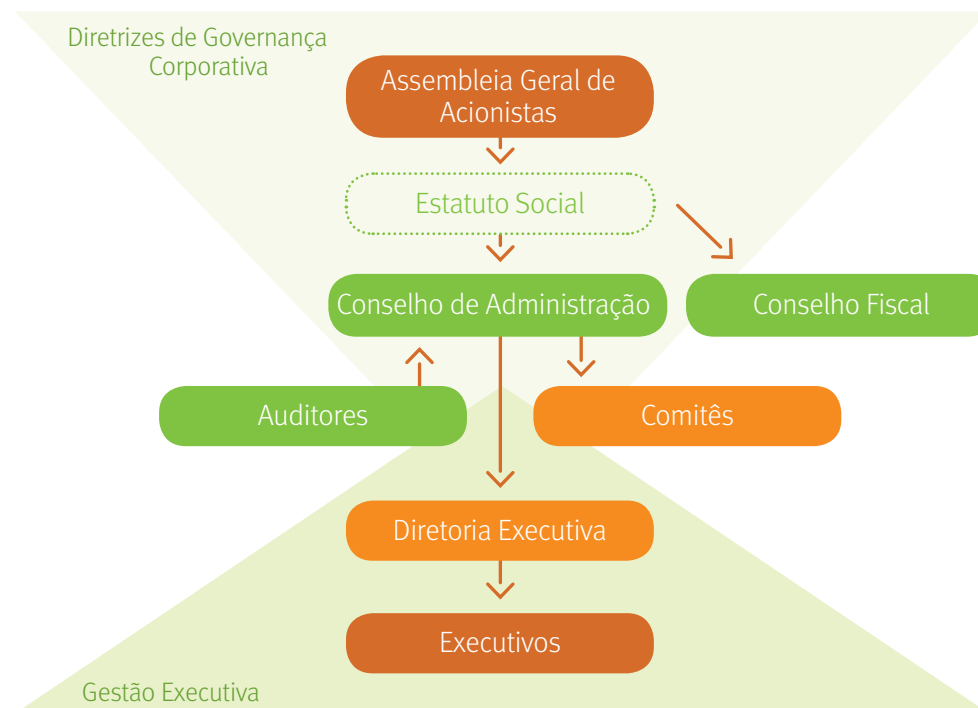 Diretrizes de Governança
Corporativa
Assembleia Geral de
Acionistas
Estatuto Social
Conselho de Administração
Conselho Fiscal
Auditores
Comitês
Diretoria Executiva
Executivos
Gestão Executiva